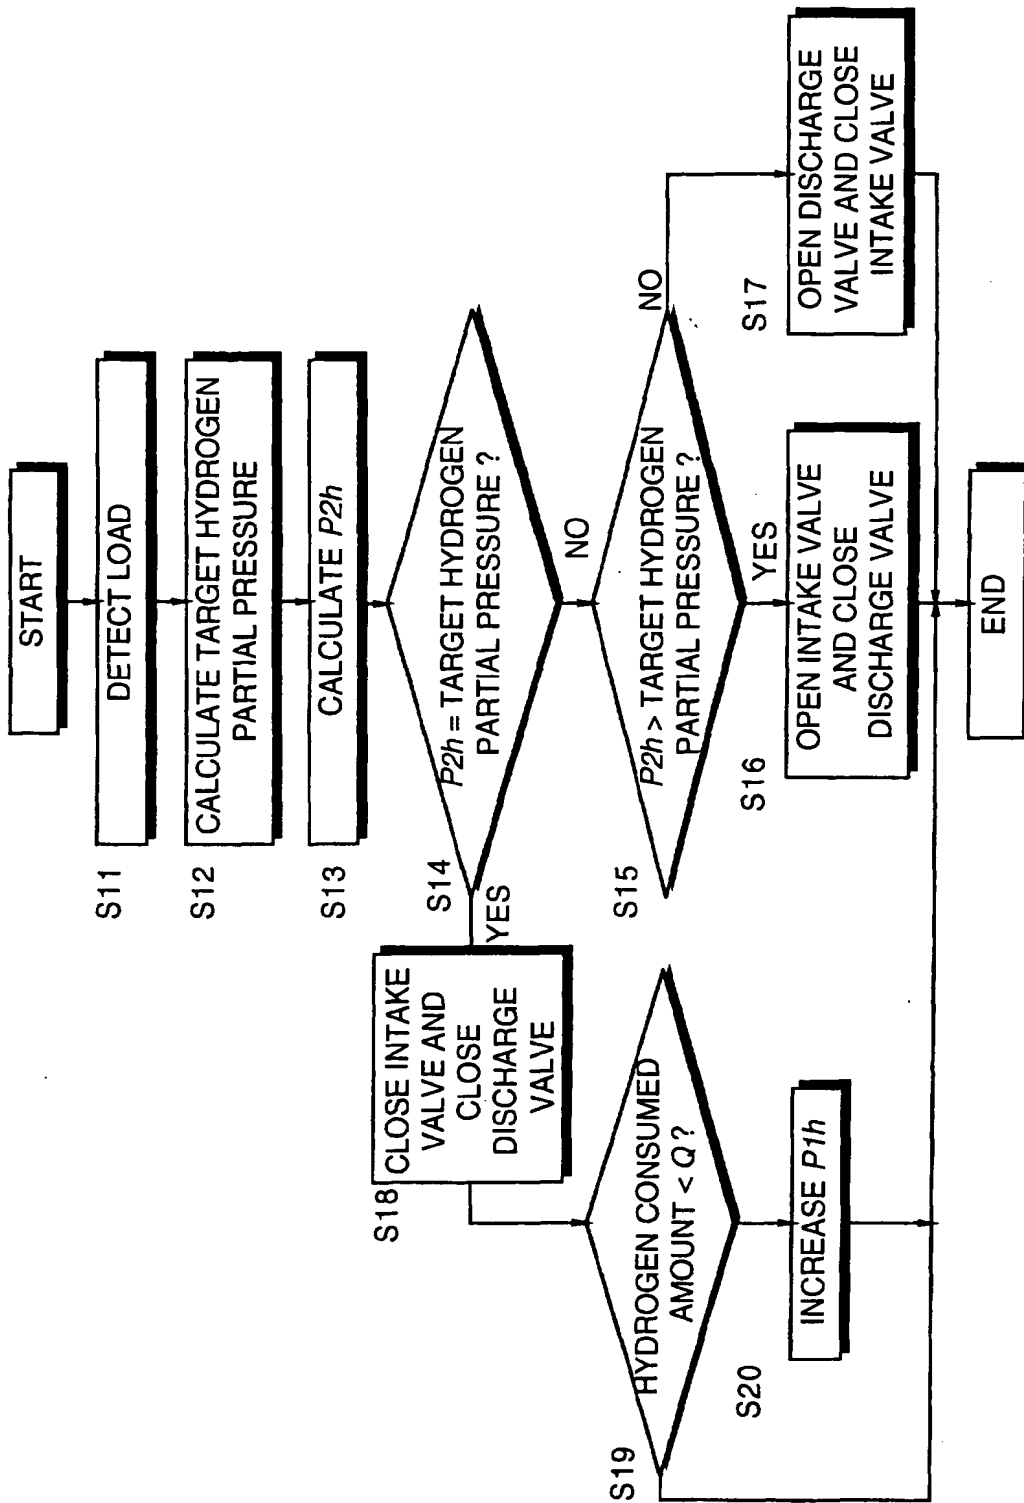 START
S11
DETECT LOAD
S12
CALCULATE TARGET HYDROGEN
PARTIAL PRESSURE
S13
CALCULATE P2h
S14
P2h = TARGET HYDROGEN
PARTIAL PRESSURE ?
YES
NO
S18
CLOSE INTAKE
VALVE AND
CLOSE
DISCHARGE
VALVE
S15
P2h > TARGET HYDROGEN
PARTIAL PRESSURE ?
NO
YES
S19
HYDROGEN CONSUMED
AMOUNT < Q ?
S20
INCREASE P1h
S16
OPEN INTAKE VALVE
AND CLOSE
DISCHARGE VALVE
S17
OPEN DISCHARGE
VALVE AND CLOSE
INTAKE VALVE
END